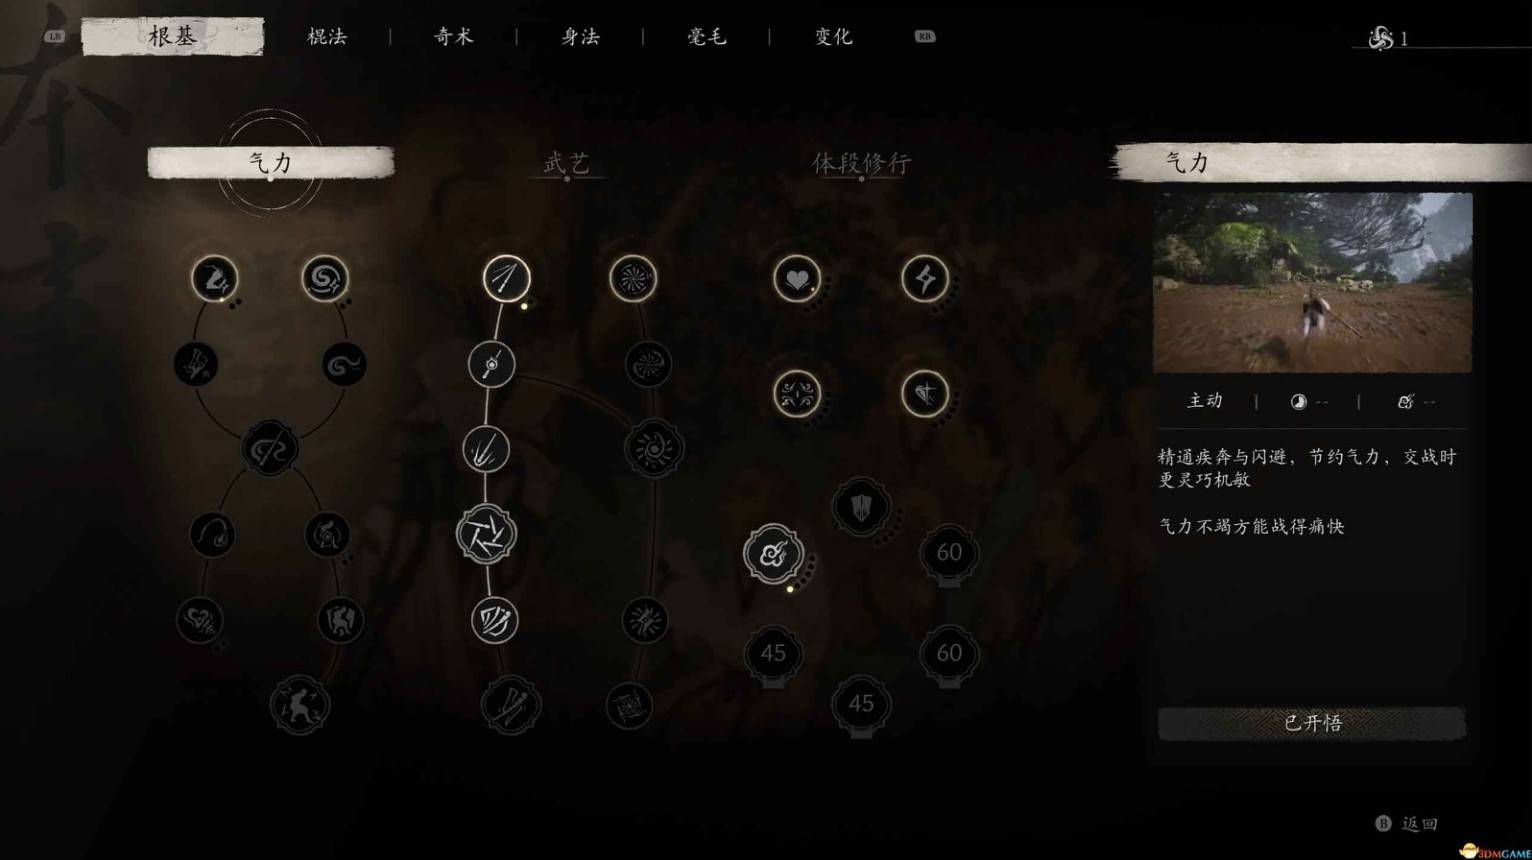 LB 根基 棍法 奇术 身法 毫毛 变化 RB 1
气力 武艺 体段修行 气力
主动 -- --
精通疾奔与闪避，节约气力，交战时
更灵巧机敏
气力不竭方能战得痛快
60
45 60
45
已开悟
B 返回
3DMGAME